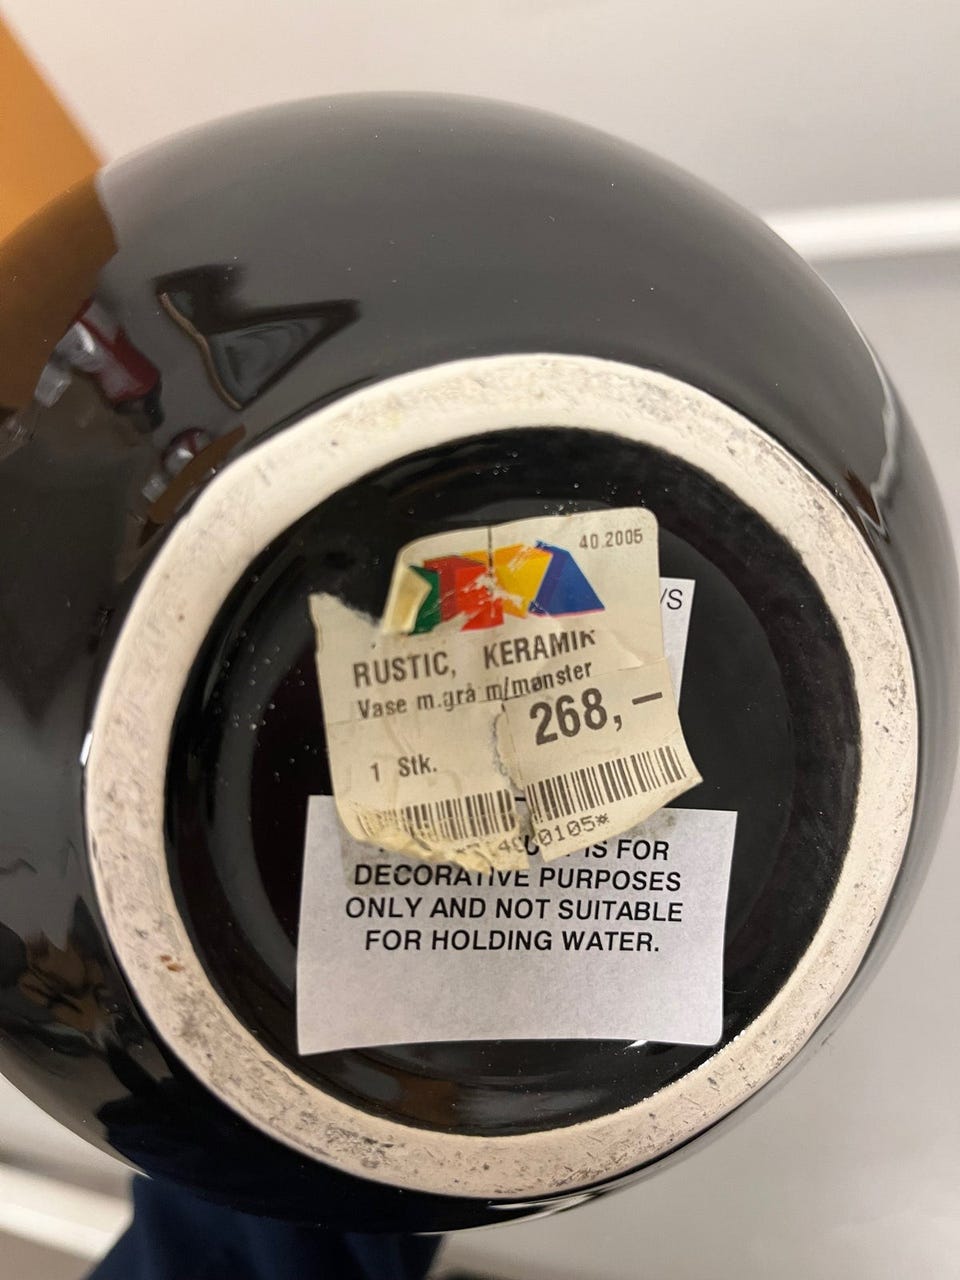 40.2005
/S
RUSTIC, KERAMIK
Vase m.grå m/mønster
268,–
1 Stk.
0105*
IS FOR
DECORATIVE PURPOSES
ONLY AND NOT SUITABLE
FOR HOLDING WATER.